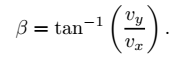 β = tan⁻¹ (v_y / v_x).